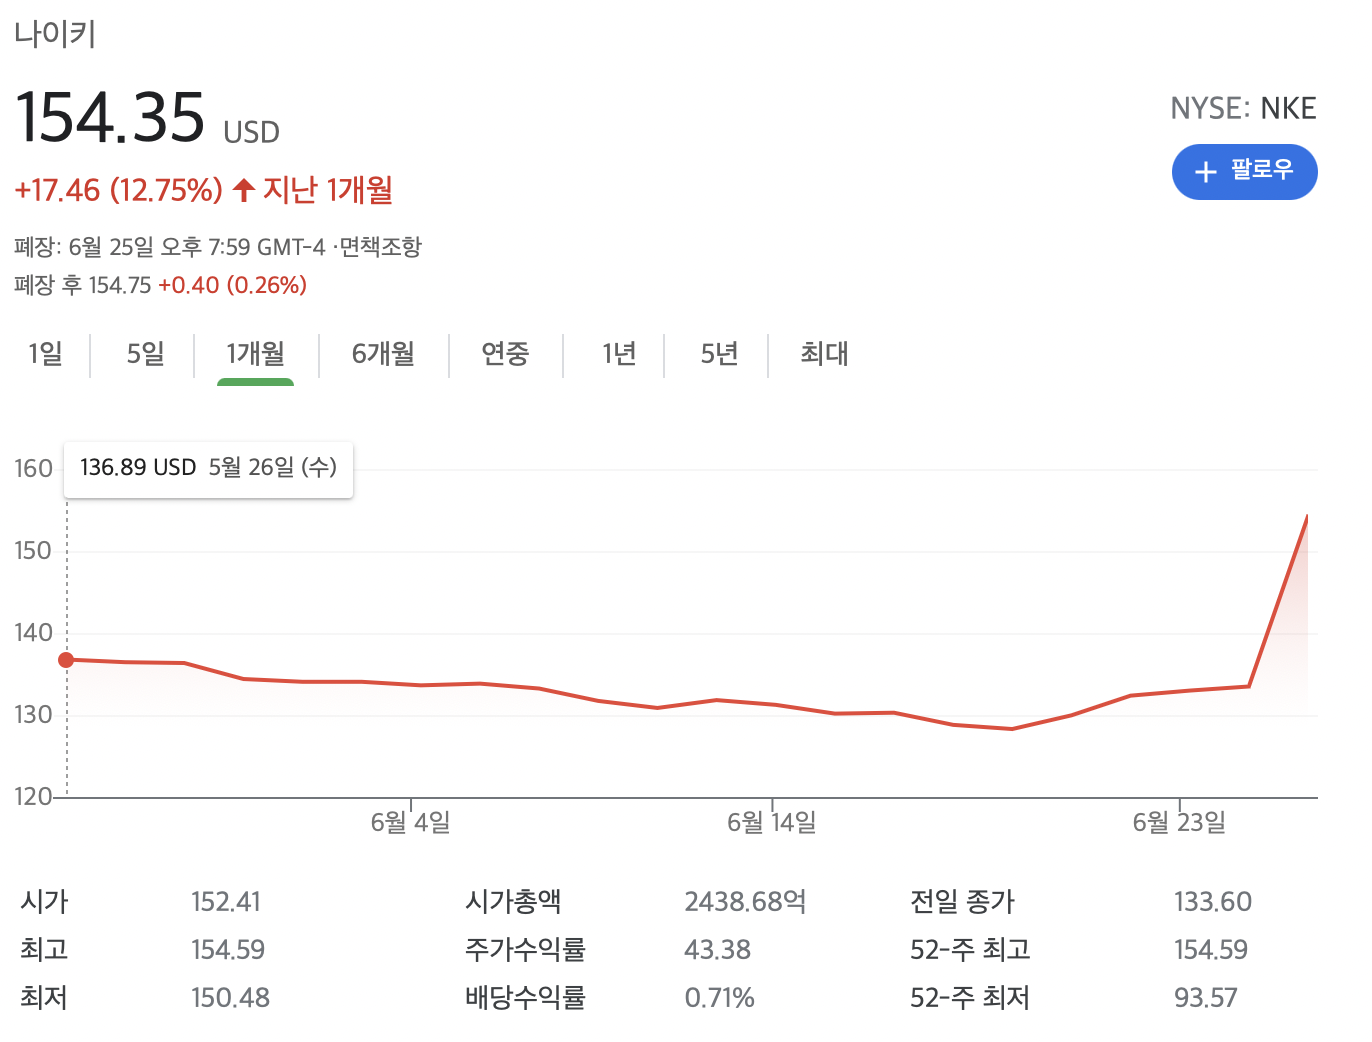 나이키
154.35 USD
NYSE: NKE
+ 팔로우
+17.46 (12.75%) ↑ 지난 1개월
폐장: 6월 25일 오후 7:59 GMT-4 ·면책조항
폐장 후 154.75 +0.40 (0.26%)
1일 5일 1개월 6개월 연중 1년 5년 최대
136.89 USD 5월 26일 (수)
160
150
140
130
120
6월 4일 6월 14일 6월 23일
시가 152.41 시가총액 2438.68억 전일 종가 133.60
최고 154.59 주가수익률 43.38 52-주 최고 154.59
최저 150.48 배당수익률 0.71% 52-주 최저 93.57